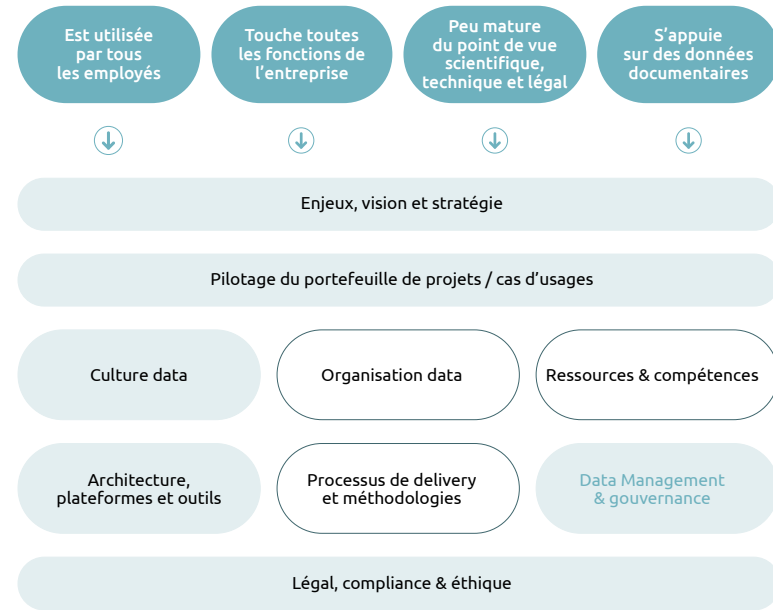 Est utilisée
par tous
les employés
Touche toutes
les fonctions de
l’entreprise
Peu mature
du point de vue
scientifique,
technique et légal
S’appuie
sur des données
documentaires
Enjeux, vision et stratégie
Pilotage du portefeuille de projets / cas d’usages
Culture data
Organisation data
Ressources & compétences
Architecture,
plateformes et outils
Processus de delivery
et méthodologies
Data Management
& gouvernance
Légal, compliance & éthique